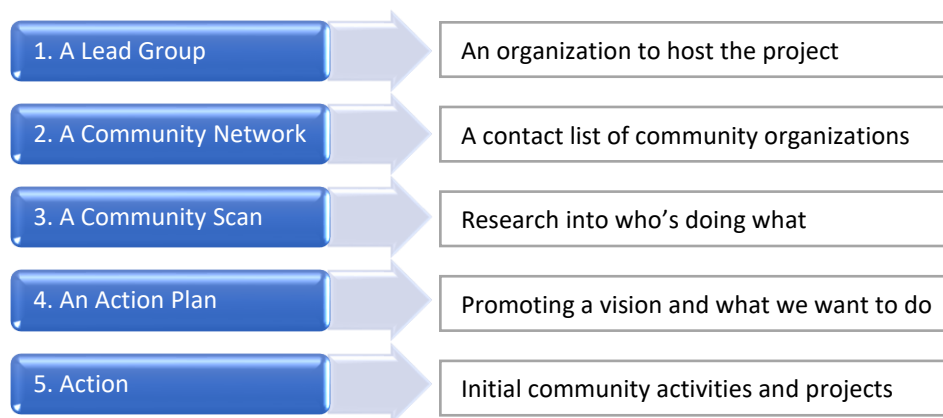 1. A Lead Group
An organization to host the project
2. A Community Network
A contact list of community organizations
3. A Community Scan
Research into who’s doing what
4. An Action Plan
Promoting a vision and what we want to do
5. Action
Initial community activities and projects